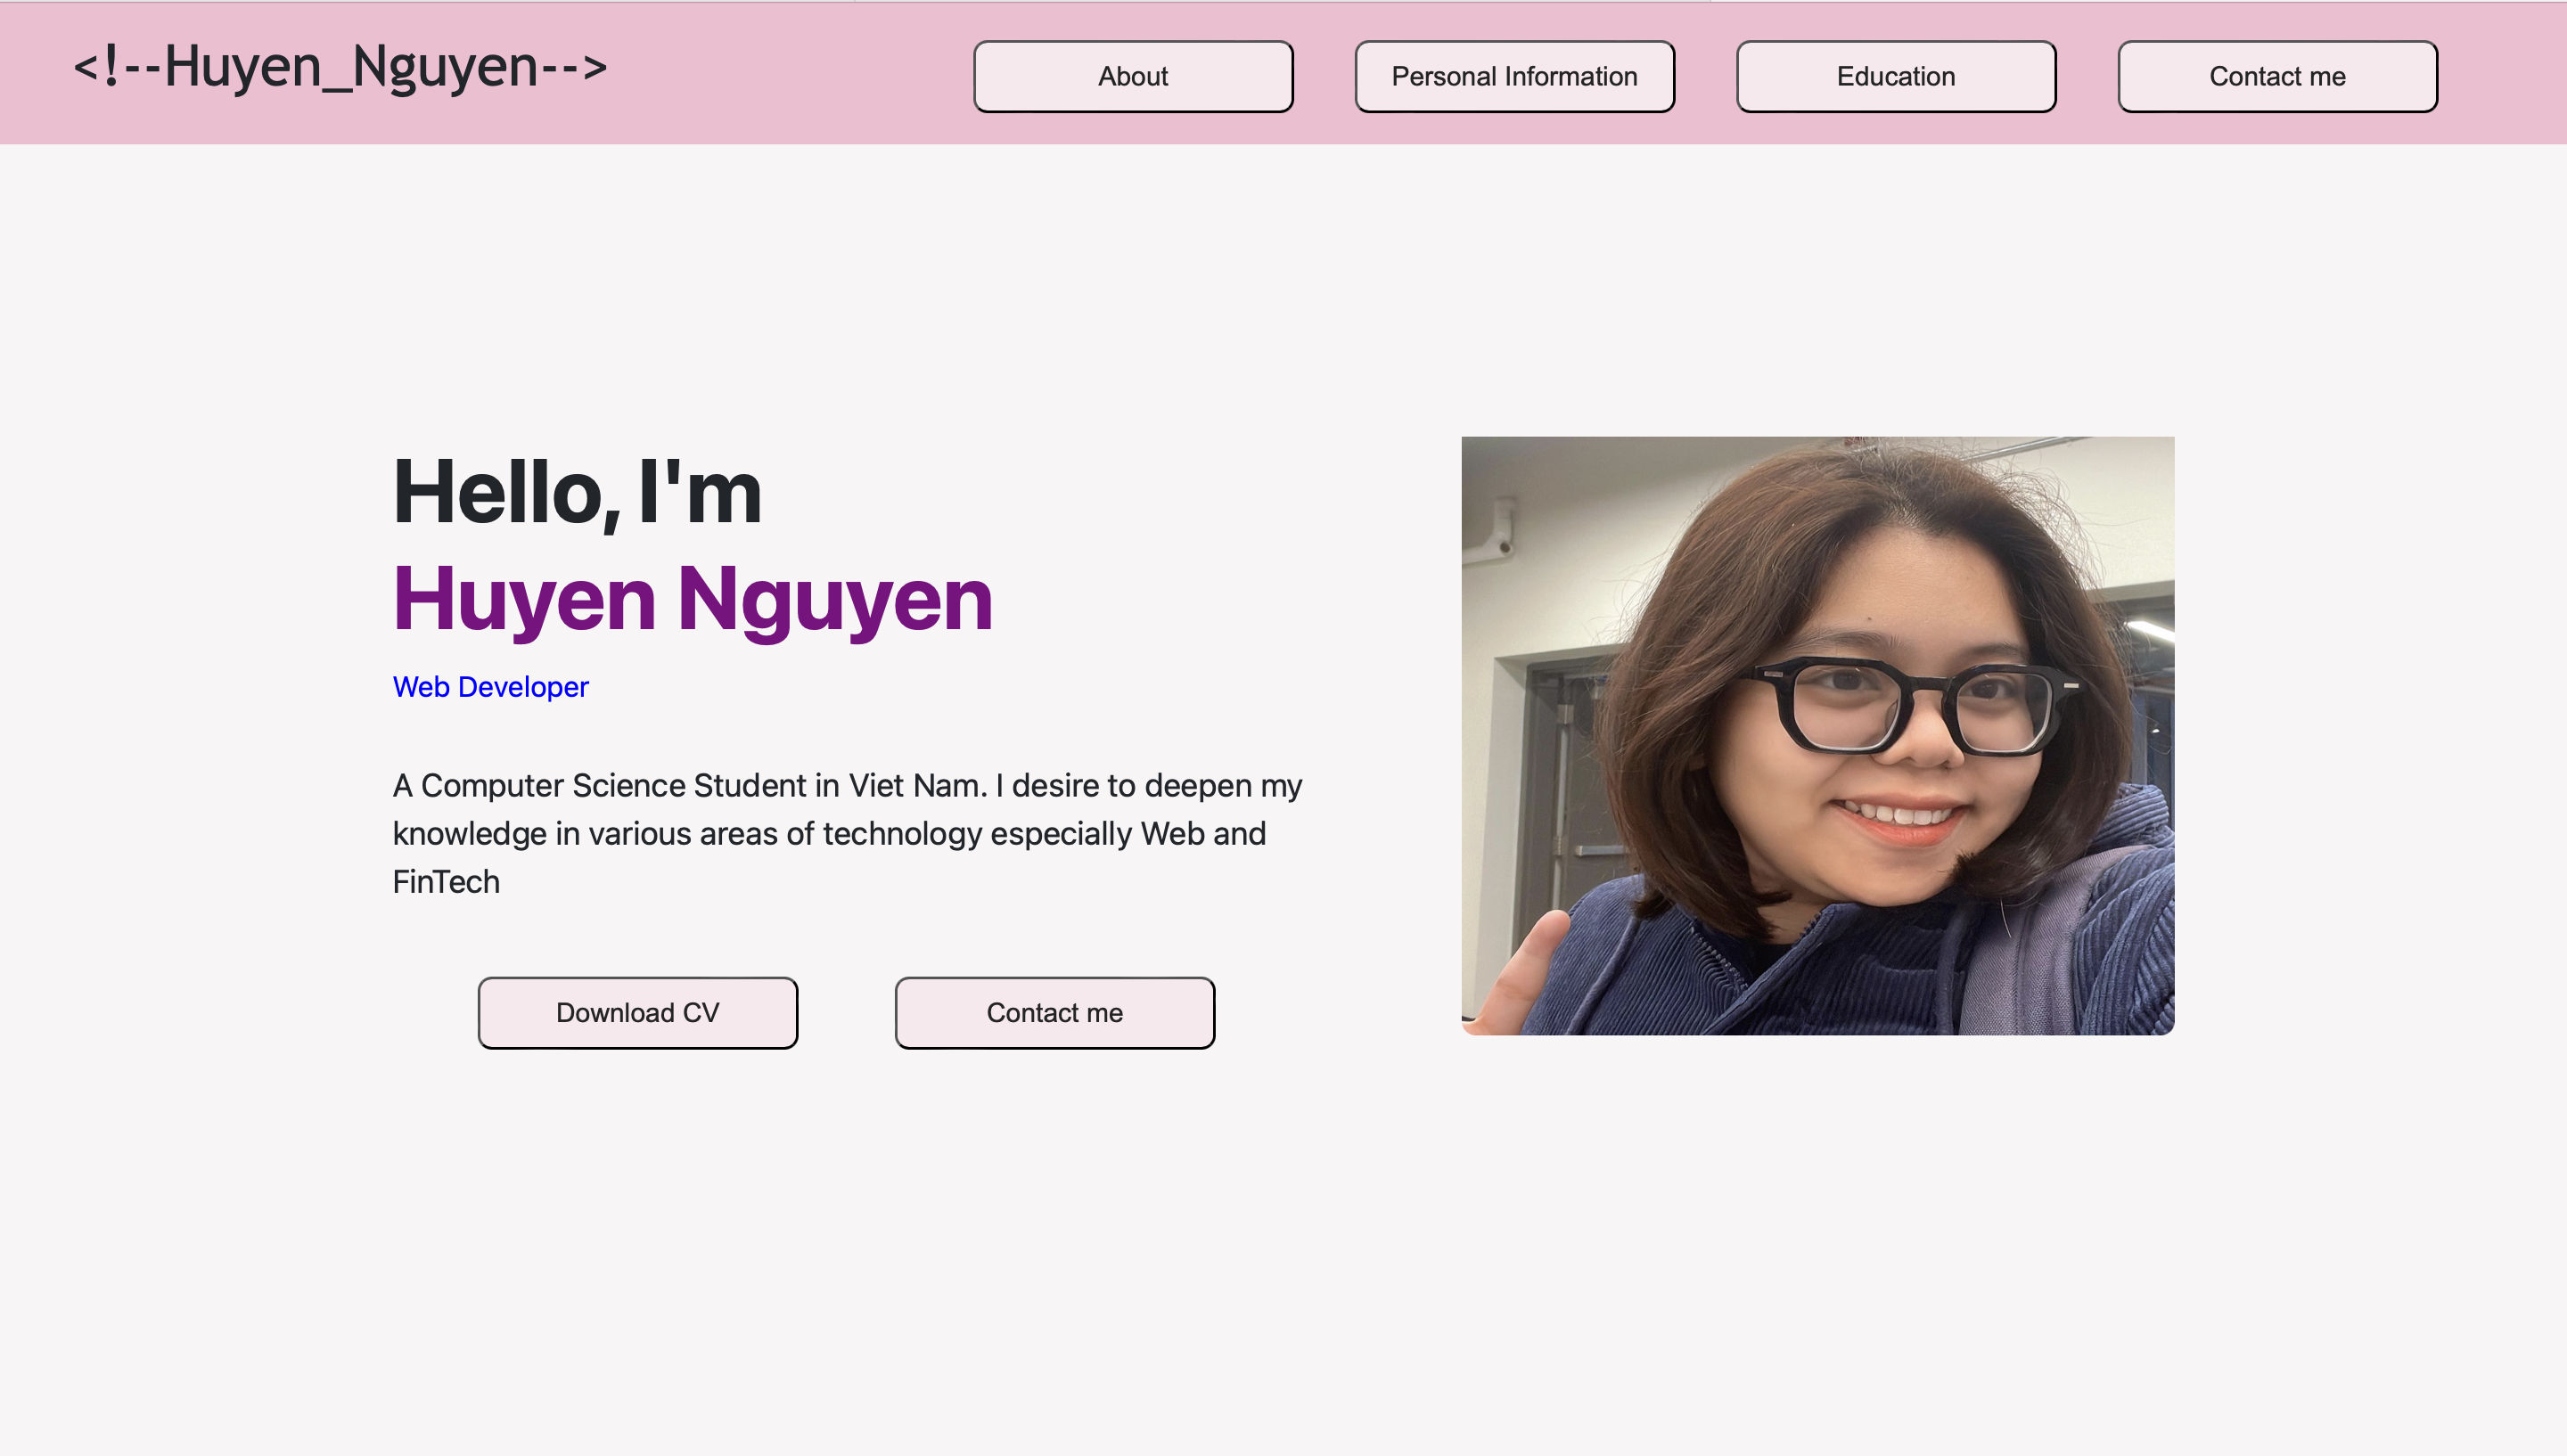 <!--Huyen_Nguyen-->
About
Personal Information
Education
Contact me
Hello, I'm
Huyen Nguyen
Web Developer
A Computer Science Student in Viet Nam. I desire to deepen my
knowledge in various areas of technology especially Web and
FinTech
Download CV
Contact me